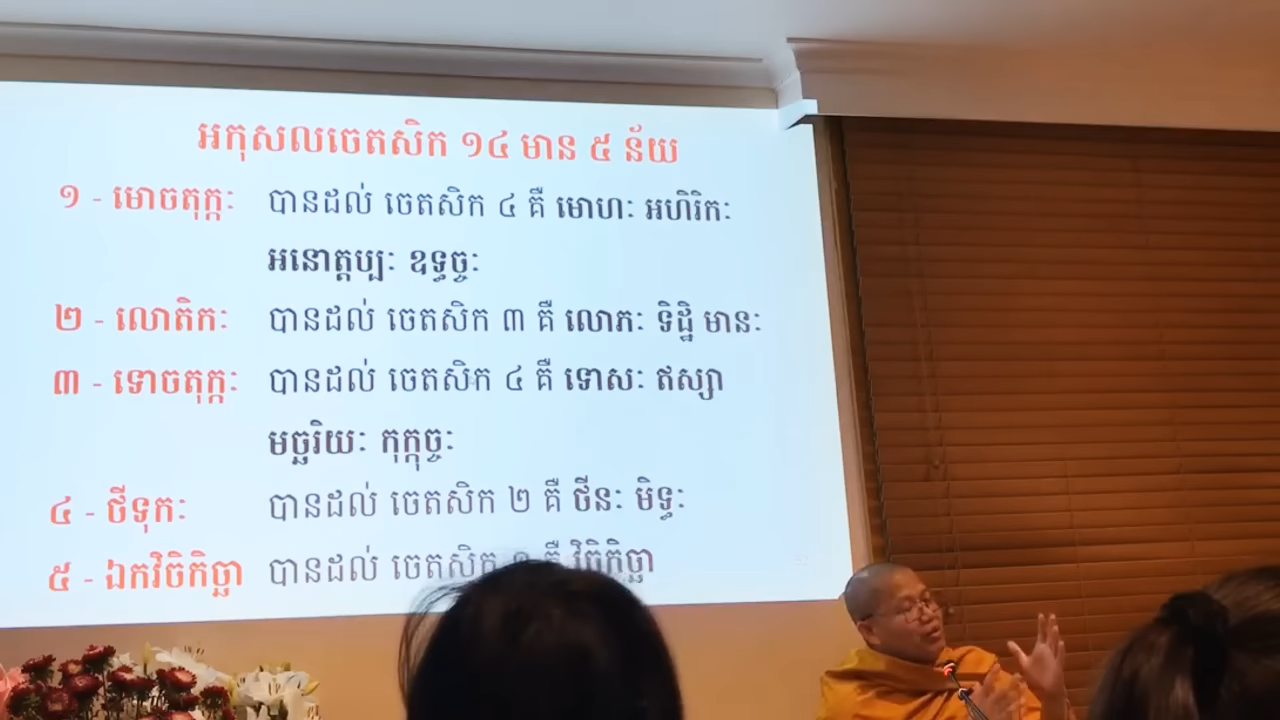 អកុសលចេតសិក ១៤ មាន ៥ ន័យ
១ - មោចតុក្កៈ បានដល់ ចេតសិក ៤ គឺ មោហៈ អហិរិកៈ
អនោត្តប្បៈ ឧទ្ធច្ចៈ
២ - លោតិកៈ បានដល់ ចេតសិក ៣ គឺ លោភៈ ទិដ្ឋិ មានៈ
៣ - ទោចតុក្កៈ បានដល់ ចេតសិក ៤ គឺ ទោសៈ ឥស្សា
មច្ឆរិយៈ កុក្កុច្ចៈ
៤ - ថីទុកៈ បានដល់ ចេតសិក ២ គឺ ថីនៈ មិទ្ធៈ
៥ - ឯកវិចិកិច្ឆា បានដល់ ចេតសិក គឺ វិចិកិច្ឆា